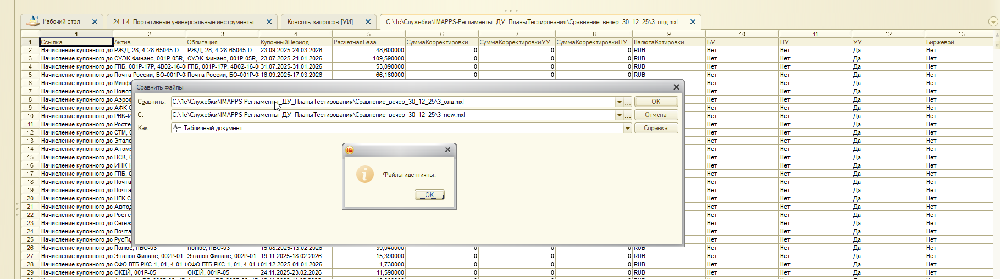 Рабочий стол
24.1.4: Портативные универсальные инструменты
Консоль запросов [УИ]
C:\1c\Служебки\IMAPPS-Регламенты_ДУ_ПланыТестирования\Сравнение_вечер_30_12_25\3_олд.mxl
1 2 3 4 5 6 7 8 9 10 11 12 13
1 Ссылка Актив Облигация КупонныйПериод РасчетнаяБаза СуммаКорректировки СуммаКорректировкиУУ СуммаКорректировкиНУ ВалютаКотировки БУ НУ УУ Биржевой
2 Начисление купонного до РЖД, 28, 4-28-65045-D РЖД, 28, 4-28-65045-D 23.09.2025-24.03.2026 48,600000 0 0 0 RUB Нет Нет Да Нет
3 Начисление купонного до СУЭК-Финанс, 001P-05R, СУЭК-Финанс, 001P-05R, 23.07.2025-21.01.2026 109,590000 0 0 0 RUB Нет Нет Да Нет
4 Начисление купонного до ГПБ, 001P-17P, 4B02-16-0 ГПБ, 001P-17P, 4B02-16-0 31.07.2025-31.01.2026 53,090000 0 0 0 RUB Нет Нет Да Нет
5 Начисление купонного до Почта России, БО-001P-0 Почта России, БО-001P-0 16.09.2025-17.03.2026 66,160000 0 0 0 RUB Нет Нет Да Нет
6 Начисление купонного до Минфи Нет Нет Да Нет
7 Начисление купонного до Новот Нет Нет Да Нет
8 Начисление купонного до Аэроф Нет Нет Да Нет
9 Начисление купонного до АФК С Нет Нет Да Нет
10 Начисление купонного до РВК-И Нет Нет Да Нет
11 Начисление купонного до Росте Нет Нет Да Нет
12 Начисление купонного до СТМ, Нет Нет Да Нет
13 Начисление купонного до Этало Нет Нет Да Нет
14 Начисление купонного до Атомэ Нет Нет Да Нет
15 Начисление купонного до ВСК, Нет Нет Да Нет
16 Начисление купонного до ИНК-К Нет Нет Да Нет
17 Начисление купонного до ГПБ, Нет Нет Да Нет
18 Начисление купонного до Почта Нет Нет Да Нет
19 Начисление купонного до Почта Нет Нет Да Нет
20 Начисление купонного до НГК Нет Нет Да Нет
21 Начисление купонного до Автод Нет Нет Да Нет
22 Начисление купонного до Росте Нет Нет Да Нет
23 Начисление купонного до Сегеж Нет Нет Да Нет
24 Начисление купонного до Почта Нет Нет Да Нет
25 Начисление купонного до РусГи Нет Нет Да Нет
26 Начисление купонного до Полюс, ПБО-03 Полюс, ПБО-03 15.08.2025-13.02.2026 39,040000 0 0 0 RUB Нет Нет Да Нет
27 Начисление купонного до Эталон Финанс, 002P-01 Эталон Финанс, 002P-01 19.11.2025-18.02.2026 15,390000 0 0 0 RUB Нет Нет Да Нет
28 Начисление купонного до СФО ВТБ РКС-1, 01, 4-01- СФО ВТБ РКС-1, 01, 4-01- 01.12.2025-01.01.2026 1,730000 0 0 0 RUB Нет Нет Да Нет
29 Начисление купонного до ОКЕЙ, 001P-05 ОКЕЙ, 001P-05 24.11.2025-23.02.2026 11,590000 0 0 0 RUB Нет Нет Да Нет
Сравнить файлы
Сравнить: C:\1c\Служебки\IMAPPS-Регламенты_ДУ_ПланыТестирования\Сравнение_вечер_30_12_25\3_олд.mxl ... OK
С: C:\1c\Служебки\IMAPPS-Регламенты_ДУ_ПланыТестирования\Сравнение_вечер_30_12_25\3_new.mxl ... Отмена
Как: Табличный документ Справка
Файлы идентичны.
OK